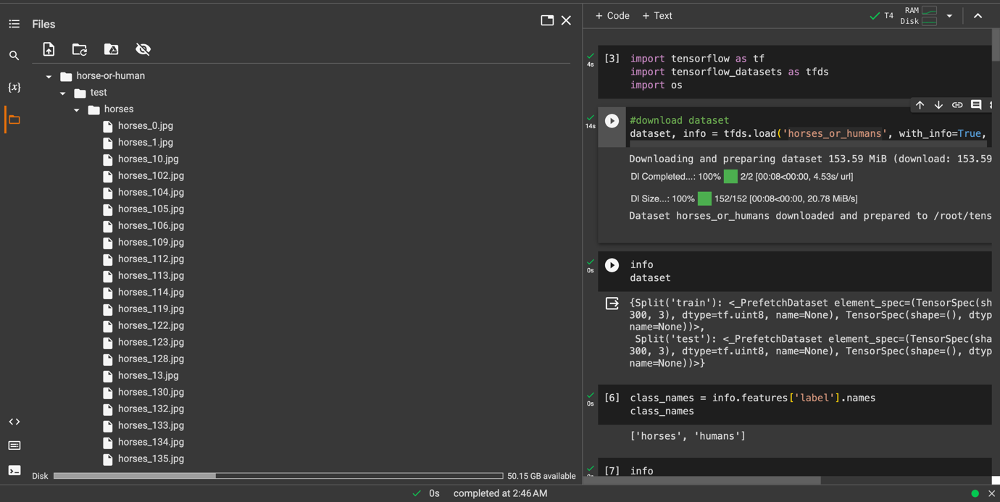 Files
{x}
horse-or-human
test
horses
horses_0.jpg
horses_1.jpg
horses_10.jpg
horses_102.jpg
horses_104.jpg
horses_105.jpg
horses_106.jpg
horses_109.jpg
horses_112.jpg
horses_113.jpg
horses_114.jpg
horses_119.jpg
horses_122.jpg
horses_123.jpg
horses_128.jpg
horses_13.jpg
horses_130.jpg
horses_132.jpg
horses_133.jpg
horses_134.jpg
horses_135.jpg
Disk 50.15 GB available
+ Code + Text
T4
RAM
Disk
4s
[3] import tensorflow as tf
import tensorflow_datasets as tfds
import os
14s
#download dataset
dataset, info = tfds.load('horses_or_humans', with_info=True,
Downloading and preparing dataset 153.59 MiB (download: 153.59
Dl Completed...: 100% 2/2 [00:08<00:00, 4.53s/ url]
Dl Size...: 100% 152/152 [00:08<00:00, 20.78 MiB/s]
Dataset horses_or_humans downloaded and prepared to /root/tens
0s
info
dataset
{Split('train'): <_PrefetchDataset element_spec=(TensorSpec(sh
300, 3), dtype=tf.uint8, name=None), TensorSpec(shape=(), dtyp
name=None))>,
Split('test'): <_PrefetchDataset element_spec=(TensorSpec(sha
300, 3), dtype=tf.uint8, name=None), TensorSpec(shape=(), dtyp
name=None))>}
0s
[6] class_names = info.features['label'].names
class_names
['horses', 'humans']
[7] info
0s completed at 2:46 AM